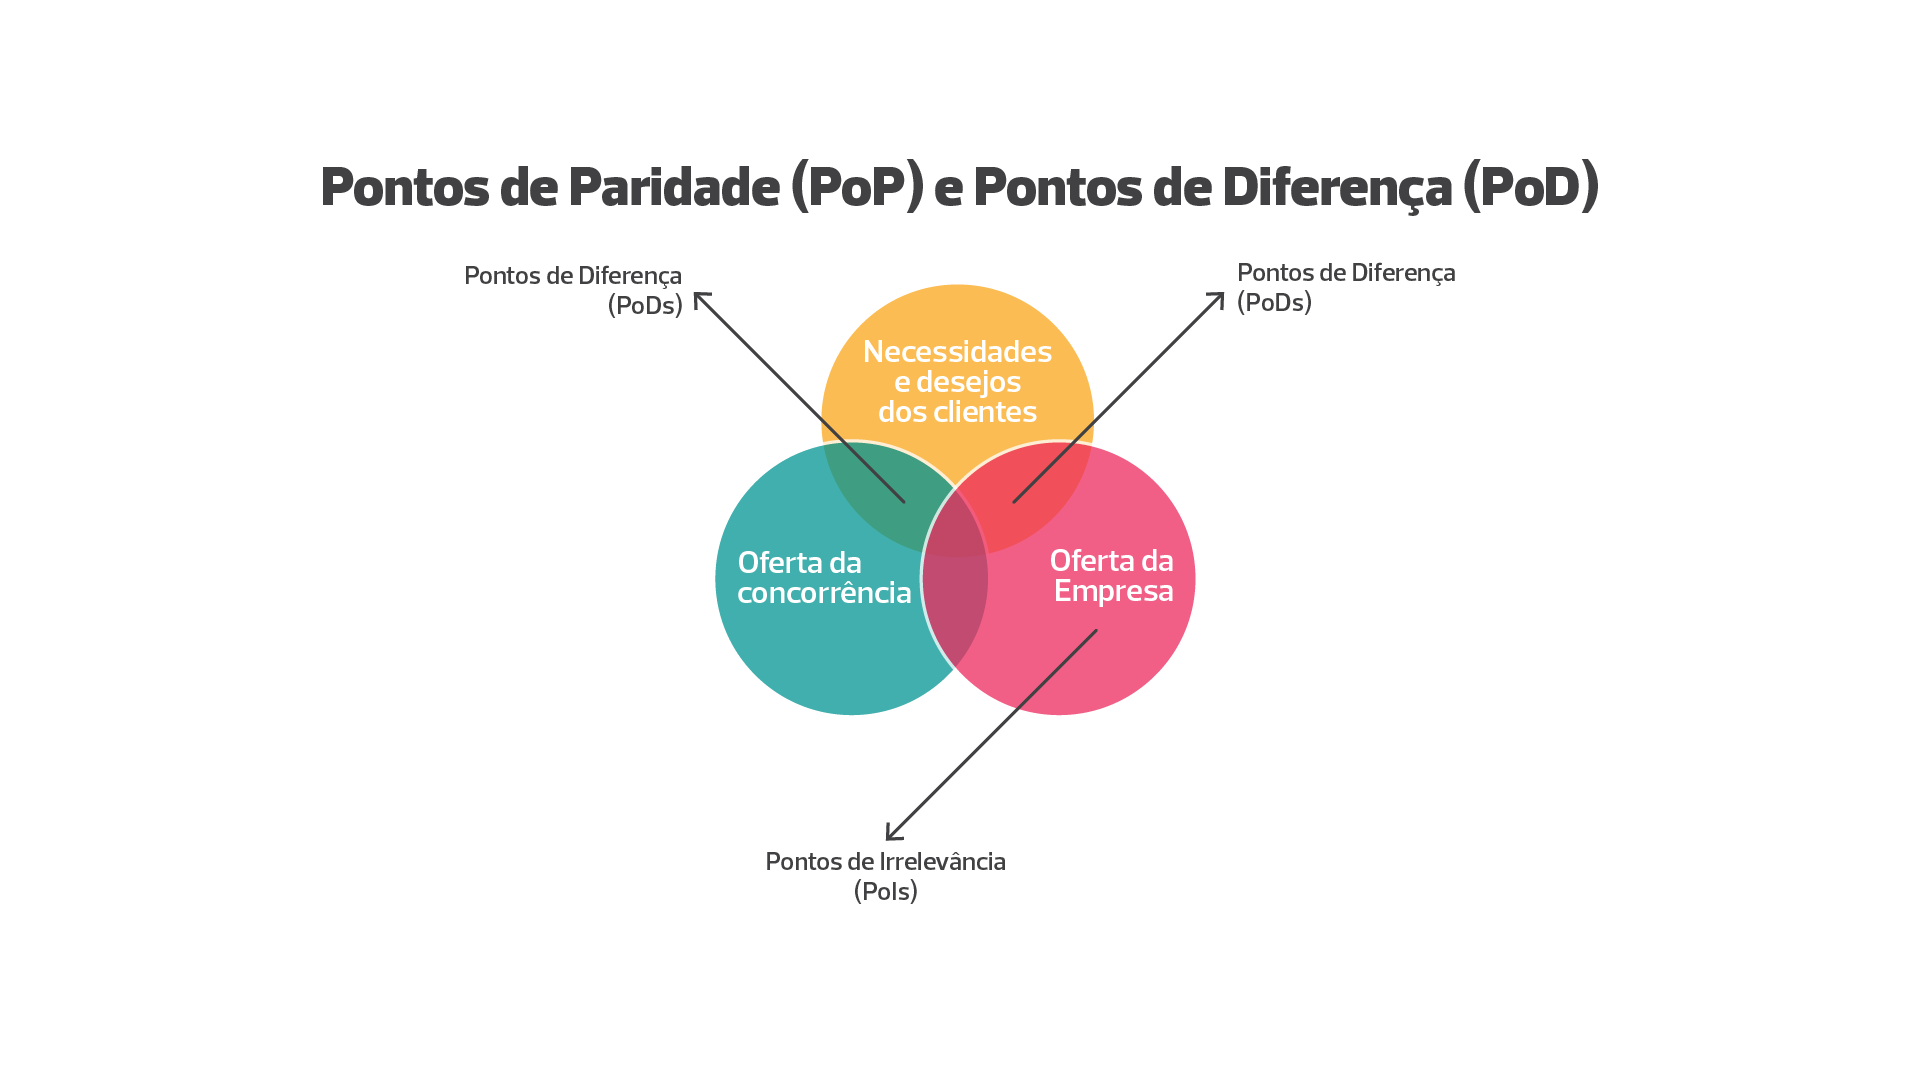 Pontos de Paridade (PoP) e Pontos de Diferença (PoD)
Pontos de Diferença
(PoDs)
Pontos de Diferença
(PoDs)
Necessidades
e desejos
dos clientes
Oferta da
concorrência
Oferta da
Empresa
Pontos de Irrelevância
(PoIs)